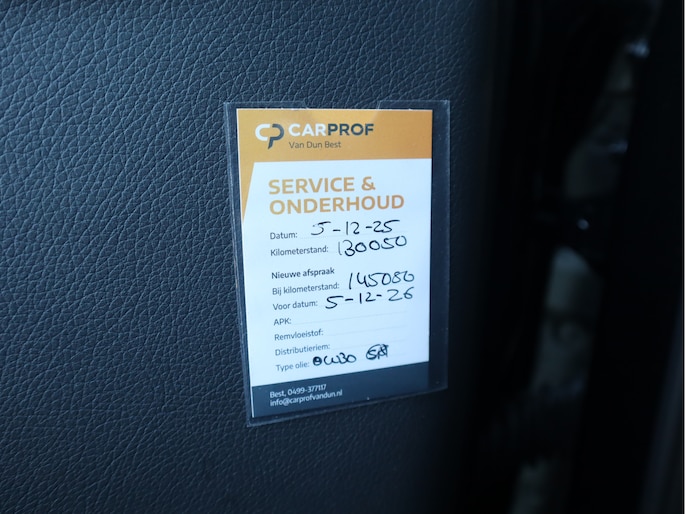 CARPROF
Van Dun Best
SERVICE &
ONDERHOUD
Datum: 5-12-25
Kilometerstand: 130050
Nieuwe afspraak
Bij kilometerstand: 145080
Voor datum: 5-12-26
APK:
Remvloeistof:
Distributieriem:
Type olie: 0W30
Best, 0499-377117
info@carprofvandun.nl